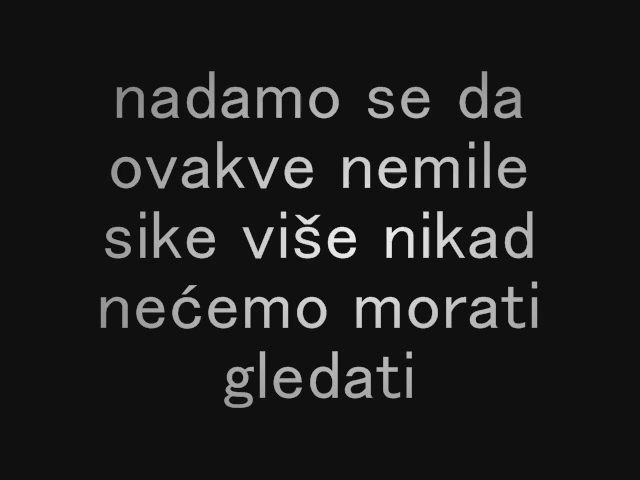 nadamo se da
ovakve nemile
sike više nikad
nećemo morati
gledati